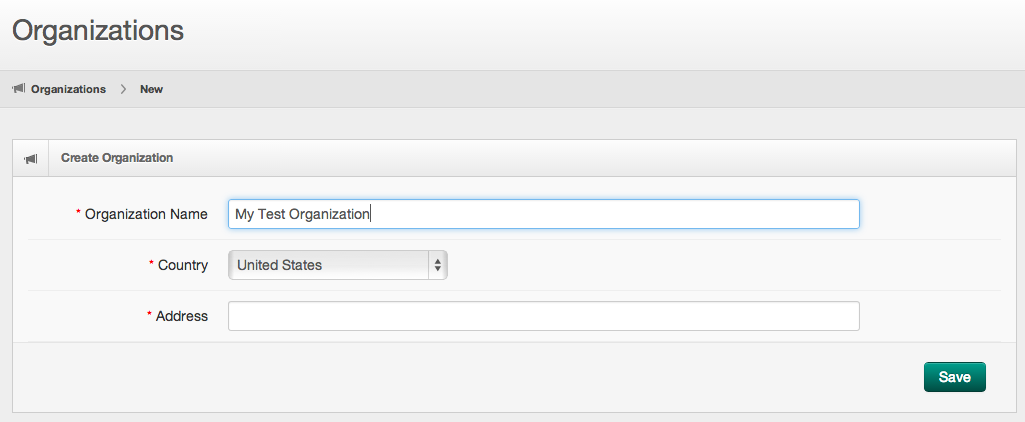 Organizations
Organizations > New
Create Organization
* Organization Name My Test Organization
* Country United States
* Address
Save